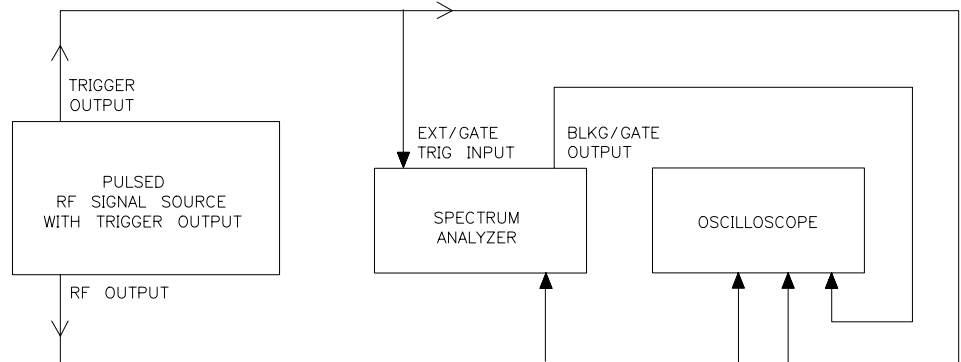 TRIGGER
OUTPUT
PULSED
RF SIGNAL SOURCE
WITH TRIGGER OUTPUT
RF OUTPUT
EXT/GATE
TRIG INPUT
BLKG/GATE
OUTPUT
SPECTRUM
ANALYZER
OSCILLOSCOPE